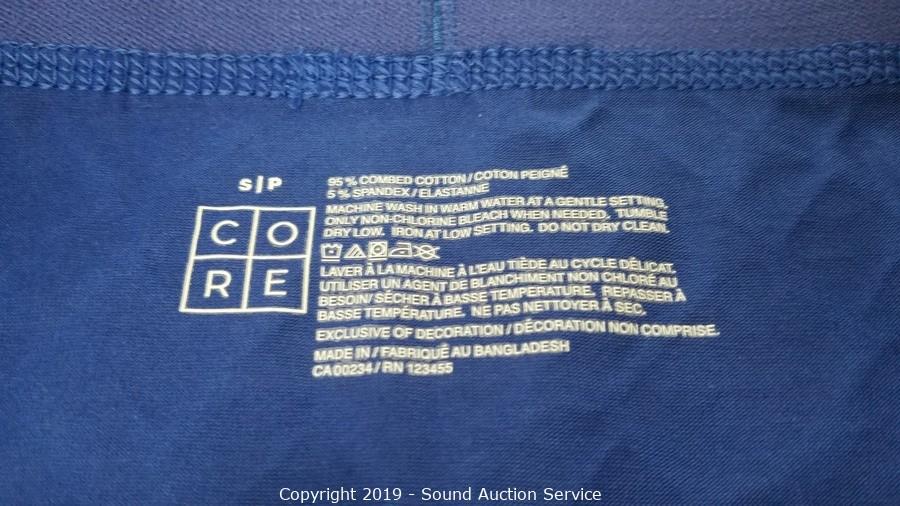 S|P
C O
R E
95 % COMBED COTTON / COTON PEIGNÉ
5 % SPANDEX / ELASTANNE
MACHINE WASH IN WARM WATER AT A GENTLE SETTING,
ONLY NON-CHLORINE BLEACH WHEN NEEDED, TUMBLE
DRY LOW. IRON AT LOW SETTING. DO NOT DRY CLEAN.
LAVER À LA MACHINE À L'EAU TIÈDE AU CYCLE DÉLICAT.
UTILISER UN AGENT DE BLANCHIMENT NON CHLORÉ AU
BESOIN/ SÉCHER À BASSE TEMPÉRATURE. REPASSER À
BASSE TEMPÉRATURE. NE PAS NETTOYER À SEC.
EXCLUSIVE OF DECORATION / DÉCORATION NON COMPRISE.
MADE IN / FABRIQUÉ AU BANGLADESH
CA 00234 / RN 123455
Copyright 2019 - Sound Auction Service